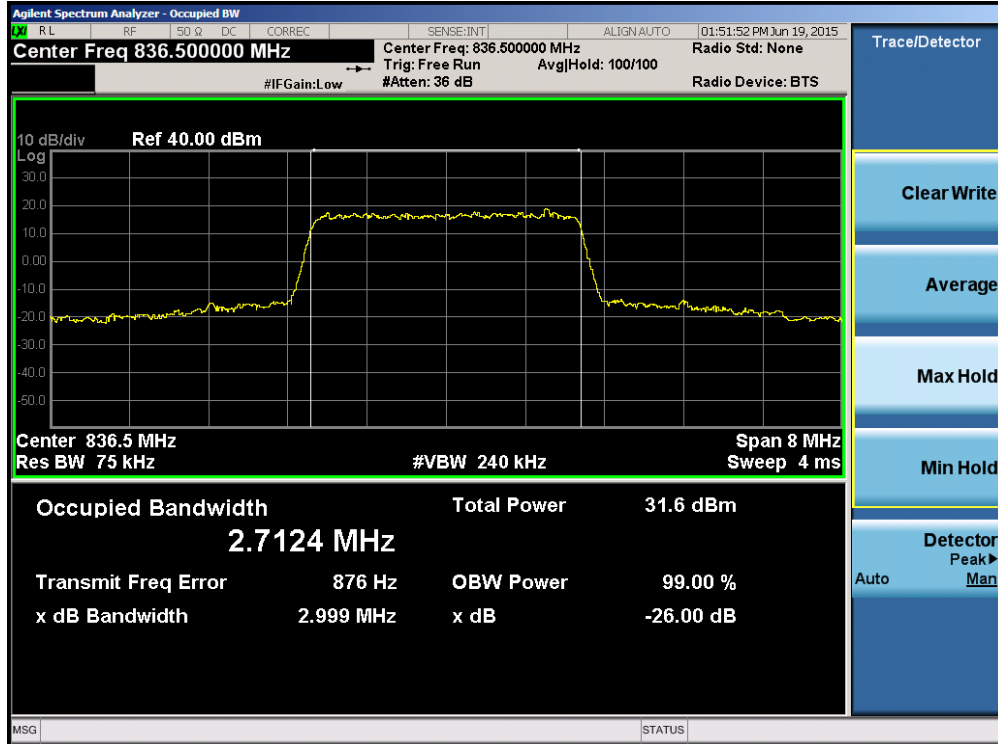 Agilent Spectrum Analyzer - Occupied BW
LXI RL RF 50 Ω DC CORREC SENSE:INT ALIGN AUTO 01:51:52 PM Jun 19, 2015
Center Freq 836.500000 MHz
Center Freq: 836.500000 MHz
Radio Std: None
Trig: Free Run Avg|Hold: 100/100
#IFGain:Low
#Atten: 36 dB
Radio Device: BTS
10 dB/div Ref 40.00 dBm
Log
30.0
20.0
10.0
0.00
-10.0
-20.0
-30.0
-40.0
-50.0
Center 836.5 MHz
Span 8 MHz
Res BW 75 kHz
#VBW 240 kHz
Sweep 4 ms
Occupied Bandwidth
2.7124 MHz
Total Power 31.6 dBm
Transmit Freq Error 876 Hz
OBW Power 99.00 %
x dB Bandwidth 2.999 MHz
x dB -26.00 dB
MSG
STATUS
Trace/Detector
Clear Write
Average
Max Hold
Min Hold
Detector
Peak▶
Auto Man